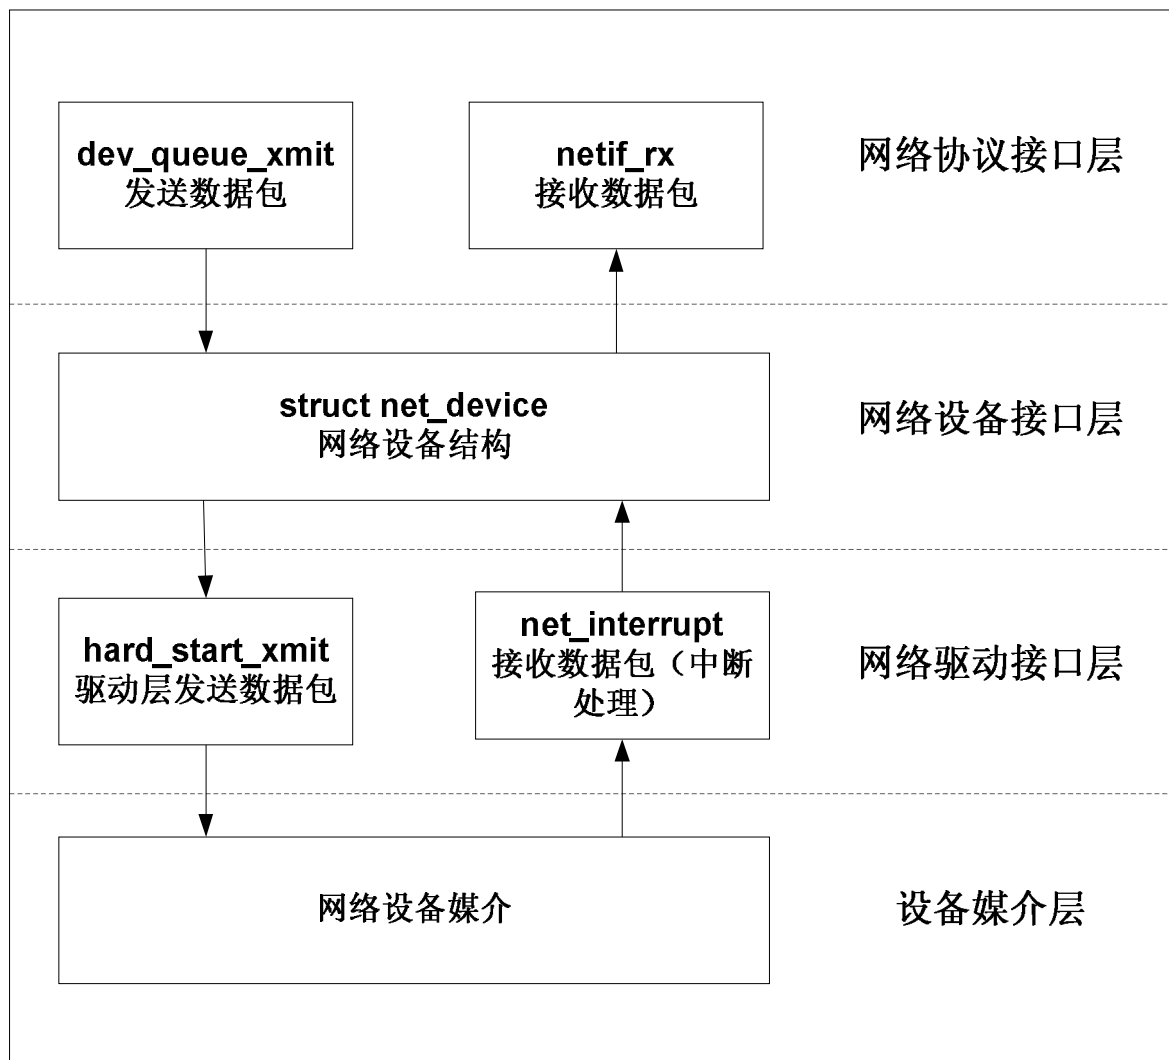 dev_queue_xmit
发送数据包
netif_rx
接收数据包
网络协议接口层
struct net_device
网络设备结构
网络设备接口层
hard_start_xmit
驱动层发送数据包
net_interrupt
接收数据包（中断
处理）
网络驱动接口层
网络设备媒介
设备媒介层